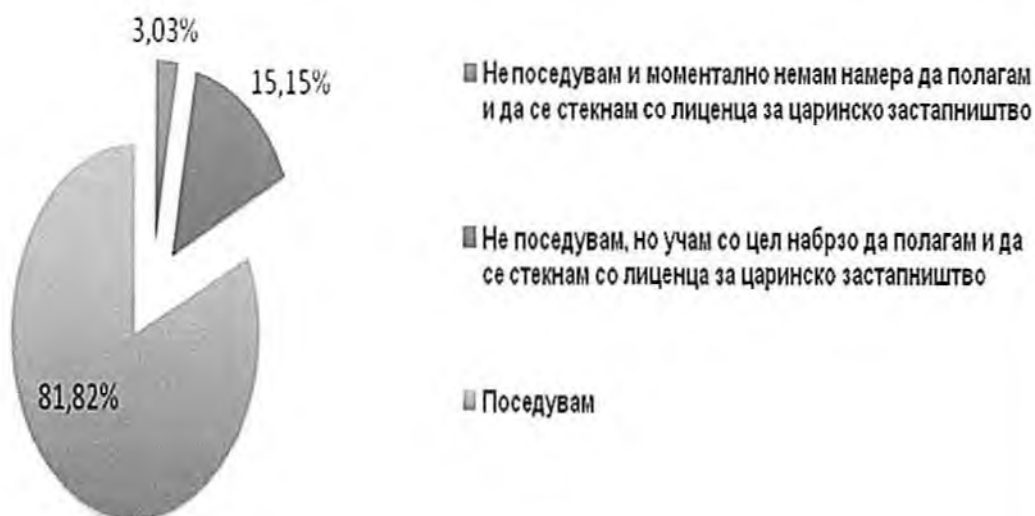 3,03%
15,15%
81,82%
Не поседувам и моментално немам намера да полагам
и да се стекнам со лиценца за царинско застапништво
Не поседувам, но учам со цел набрзо да полагам и да
се стекнам со лиценца за царинско застапништво
Поседувам